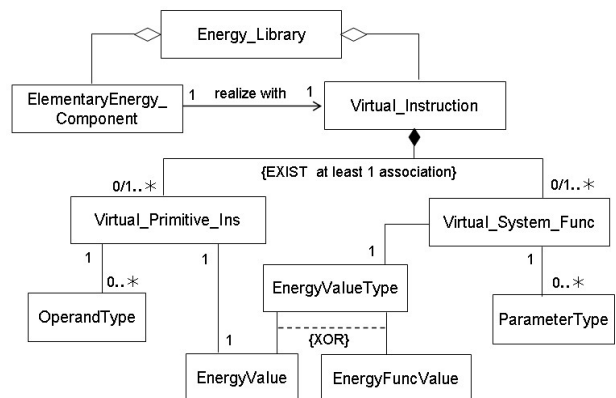 Energy_Library
ElementaryEnergy_
Component
1 realize with 1
Virtual_Instruction
{EXIST at least 1 association}
0/1..*
0/1..*
Virtual_Primitive_Ins
Virtual_System_Func
1
1
1
1
0..*
EnergyValueType
0..*
OperandType
ParameterType
{XOR}
1
EnergyValue
EnergyFuncValue